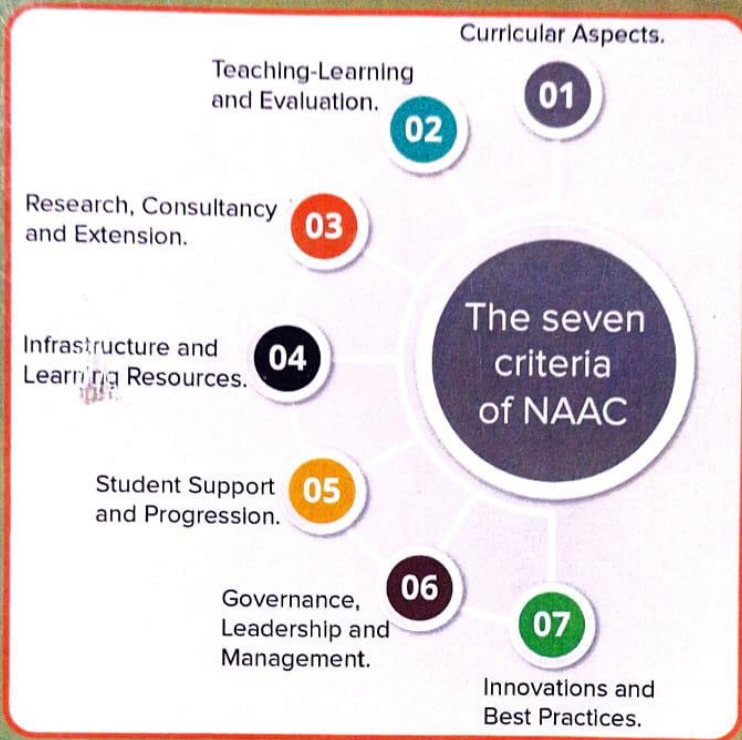 Curricular Aspects.
01
Teaching-Learning
and Evaluation.
02
Research, Consultancy
and Extension.
03
Infrastructure and
Learning Resources.
04
Student Support
and Progression.
05
Governance,
Leadership and
Management.
06
07
Innovations and
Best Practices.
The seven
criteria
of NAAC